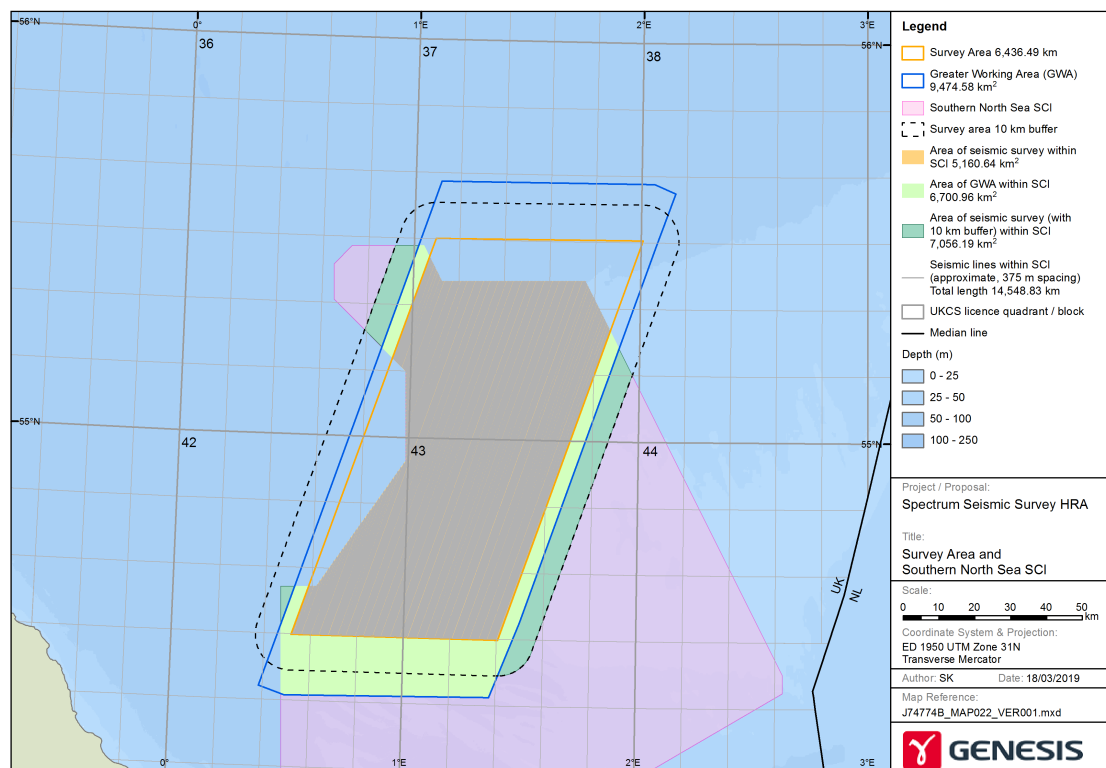 56°N
0°
1°E
2°E
3°E
36
37
38
56°N
55°N
42
43
44
55°N
UK
NL
0°
1°E
2°E
3°E
Legend
Survey Area 6,436.49 km
Greater Working Area (GWA)
9,474.58 km²
Southern North Sea SCI
Survey area 10 km buffer
Area of seismic survey within
SCI 5,160.64 km²
Area of GWA within SCI
6,700.96 km²
Area of seismic survey (with
10 km buffer) within SCI
7,056.19 km²
Seismic lines within SCI
(approximate, 375 m spacing)
Total length 14,548.83 km
UKCS licence quadrant / block
Median line
Depth (m)
0 - 25
25 - 50
50 - 100
100 - 250
Project / Proposal:
Spectrum Seismic Survey HRA
Title:
Survey Area and
Southern North Sea SCI
Scale:
0 10 20 30 40 50
km
Coordinate System & Projection:
ED 1950 UTM Zone 31N
Transverse Mercator
Author: SK Date: 18/03/2019
Map Reference:
J74774B_MAP022_VER001.mxd
GENESIS